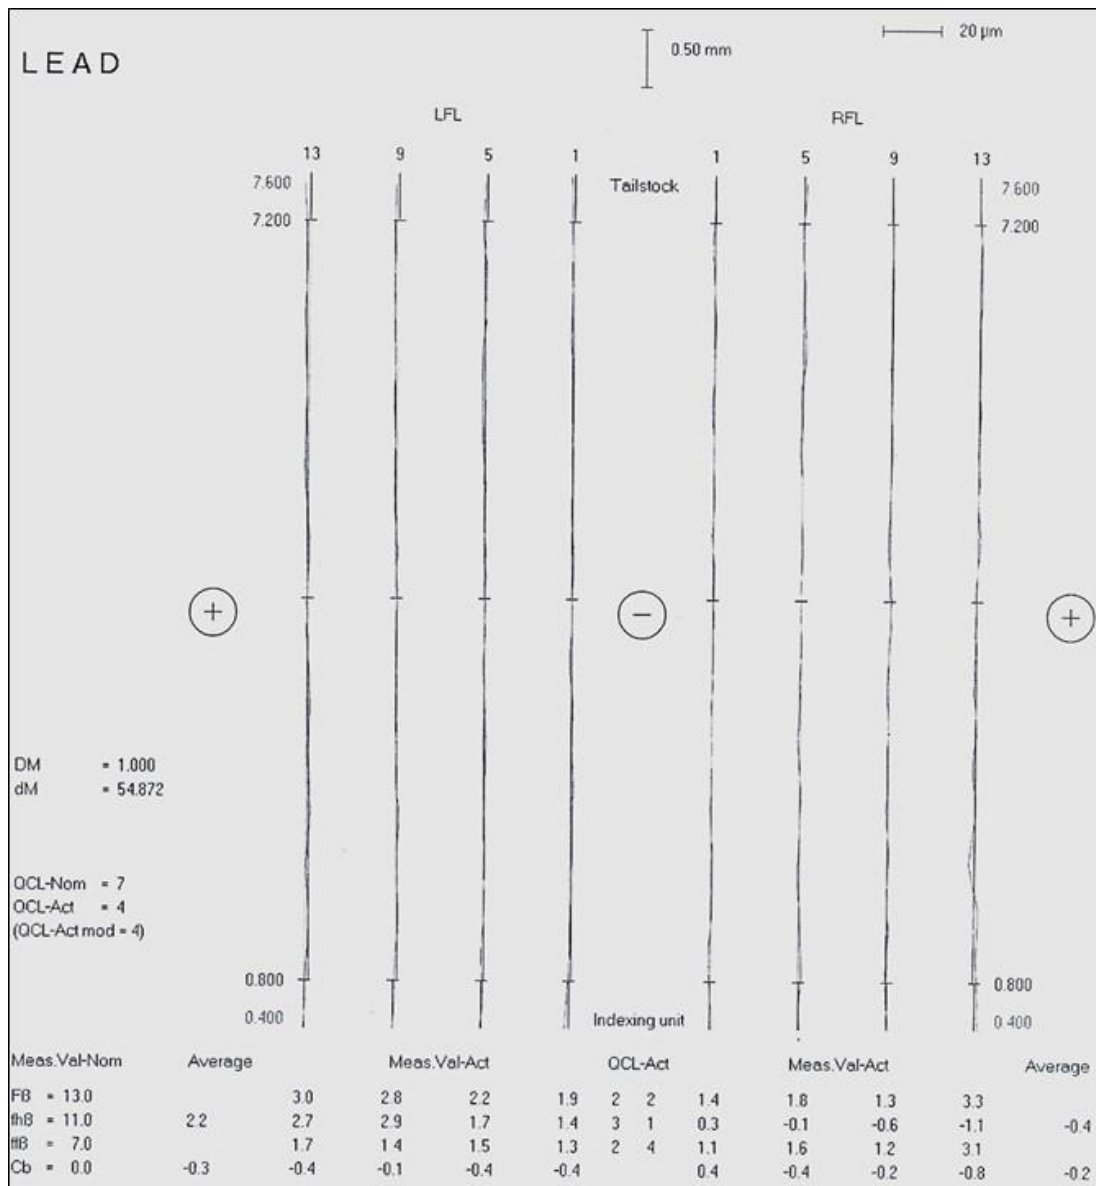 20 µm
0.50 mm
LEAD
LFL RFL
13 9 5 1 1 5 9 13
7.600 Tailstock 7.600
7.200 7.200
+ − +
DM = 1.000
dM = 54.872
QCL-Nom = 7
QCL-Act = 4
(QCL-Act mod = 4)
0.800 0.800
0.400 Indexing unit 0.400
Meas.Val-Nom Average Meas.Val-Act QCL-Act Meas.Val-Act Average
Fß = 13.0 3.0 2.8 2.2 1.9 2 2 1.4 1.8 1.3 3.3
fhß = 11.0 2.2 2.7 2.9 1.7 1.4 3 1 0.3 -0.1 -0.6 -1.1 -0.4
ffß = 7.0 1.7 1.4 1.5 1.3 2 4 1.1 1.6 1.2 3.1
Cb = 0.0 -0.3 -0.4 -0.1 -0.4 -0.4 0.4 -0.4 -0.2 -0.8 -0.2